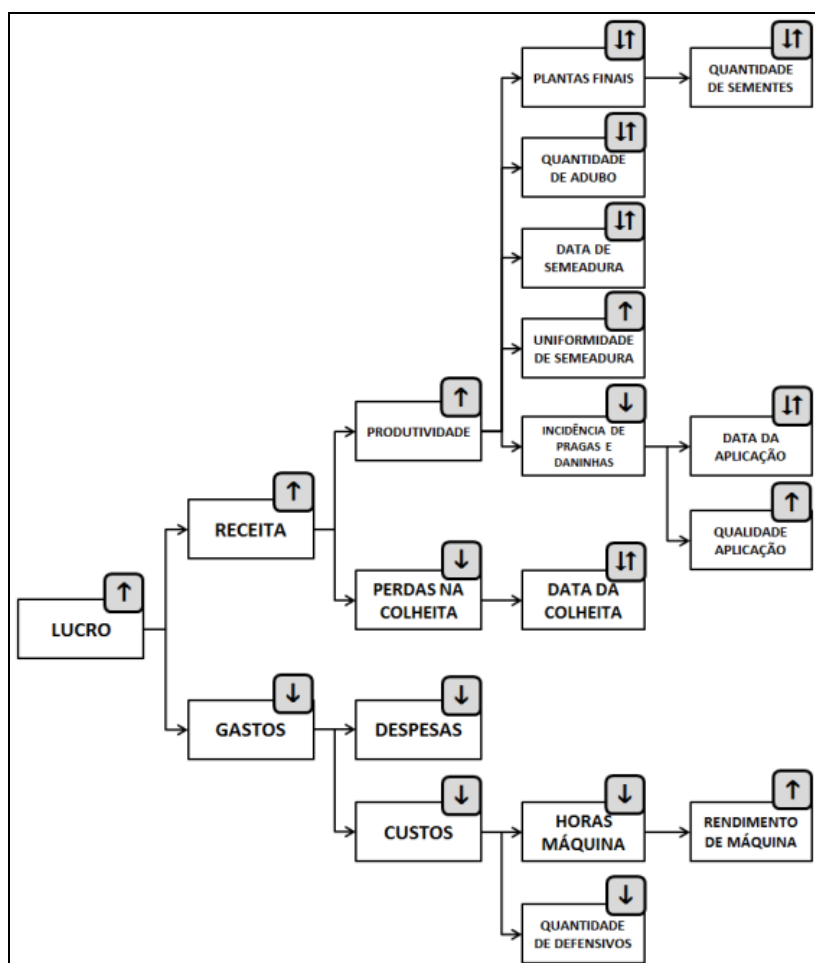 PLANTAS FINAIS
QUANTIDADE
DE SEMENTES
QUANTIDADE
DE ADUBO
DATA DE
SEMEADURA
UNIFORMIDADE
DE SEMEADURA
PRODUTIVIDADE
INCIDÊNCIA DE
PRAGAS E
DANINHAS
DATA DA
APLICAÇÃO
QUALIDADE
APLICAÇÃO
RECEITA
PERDAS NA
COLHEITA
DATA DA
COLHEITA
LUCRO
GASTOS
DESPESAS
CUSTOS
HORAS
MÁQUINA
RENDIMENTO
DE MÁQUINA
QUANTIDADE
DE DEFENSIVOS